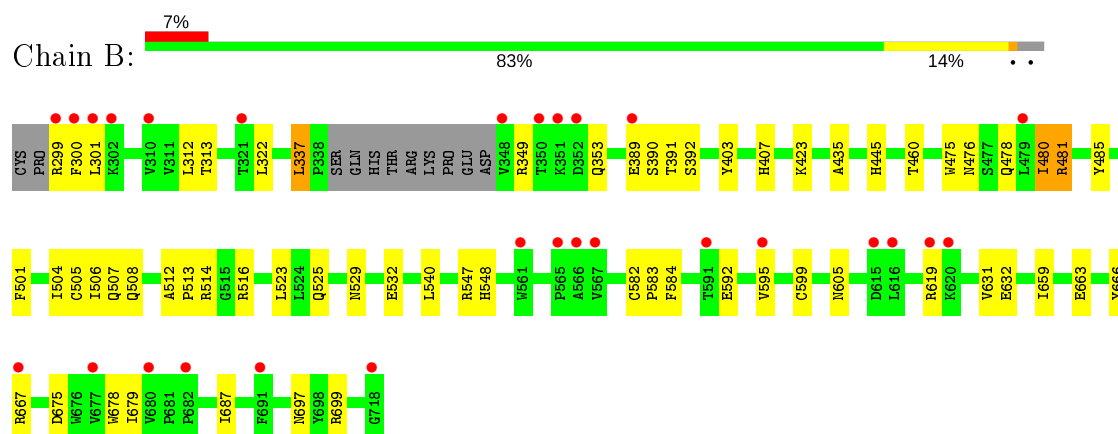 7%
Chain B:
83% 14% • •
CYS PRO R299 F300 L301 K302 V310 V311 L312 T313 T321 L322 L337 P338 SER GLN HIS THR ARG LYS PRO GLU ASP V348 R349 T350 K351 D352 Q353 E389 S390 T391 S392 Y403 H407 K423 A435 H445 T460 W475 N476 S477 Q478 L479 I480 R481 Y485
F501 I504 C505 I506 Q507 Q508 A512 P513 R514 G515 R516 L523 L524 Q525 N529 E532 L540 R547 H548 W561 P565 A566 V567 C582 P583 F584 T591 E592 V595 C599 N605 D615 L616 R619 K620 V631 E632 I659 E663 Y666
R667 D675 W676 V677 W678 I679 V680 P681 P682 I687 F691 N697 Y698 R699 G718